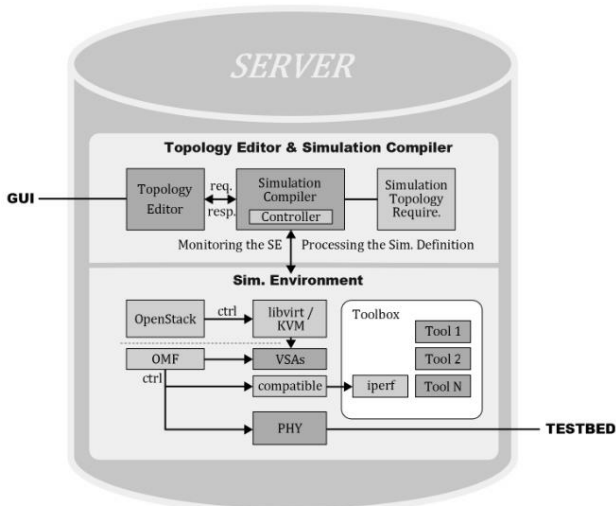 SERVER
Topology Editor & Simulation Compiler
GUI
Topology
Editor
req.
resp.
Simulation
Compiler
Controller
Simulation
Topology
Require.
Monitoring the SE
Processing the Sim. Definition
Sim. Environment
OpenStack
ctrl
libvirt /
KVM
Toolbox
Tool 1
OMF
VSAs
Tool 2
ctrl
compatible
iperf
Tool N
PHY
TESTBED